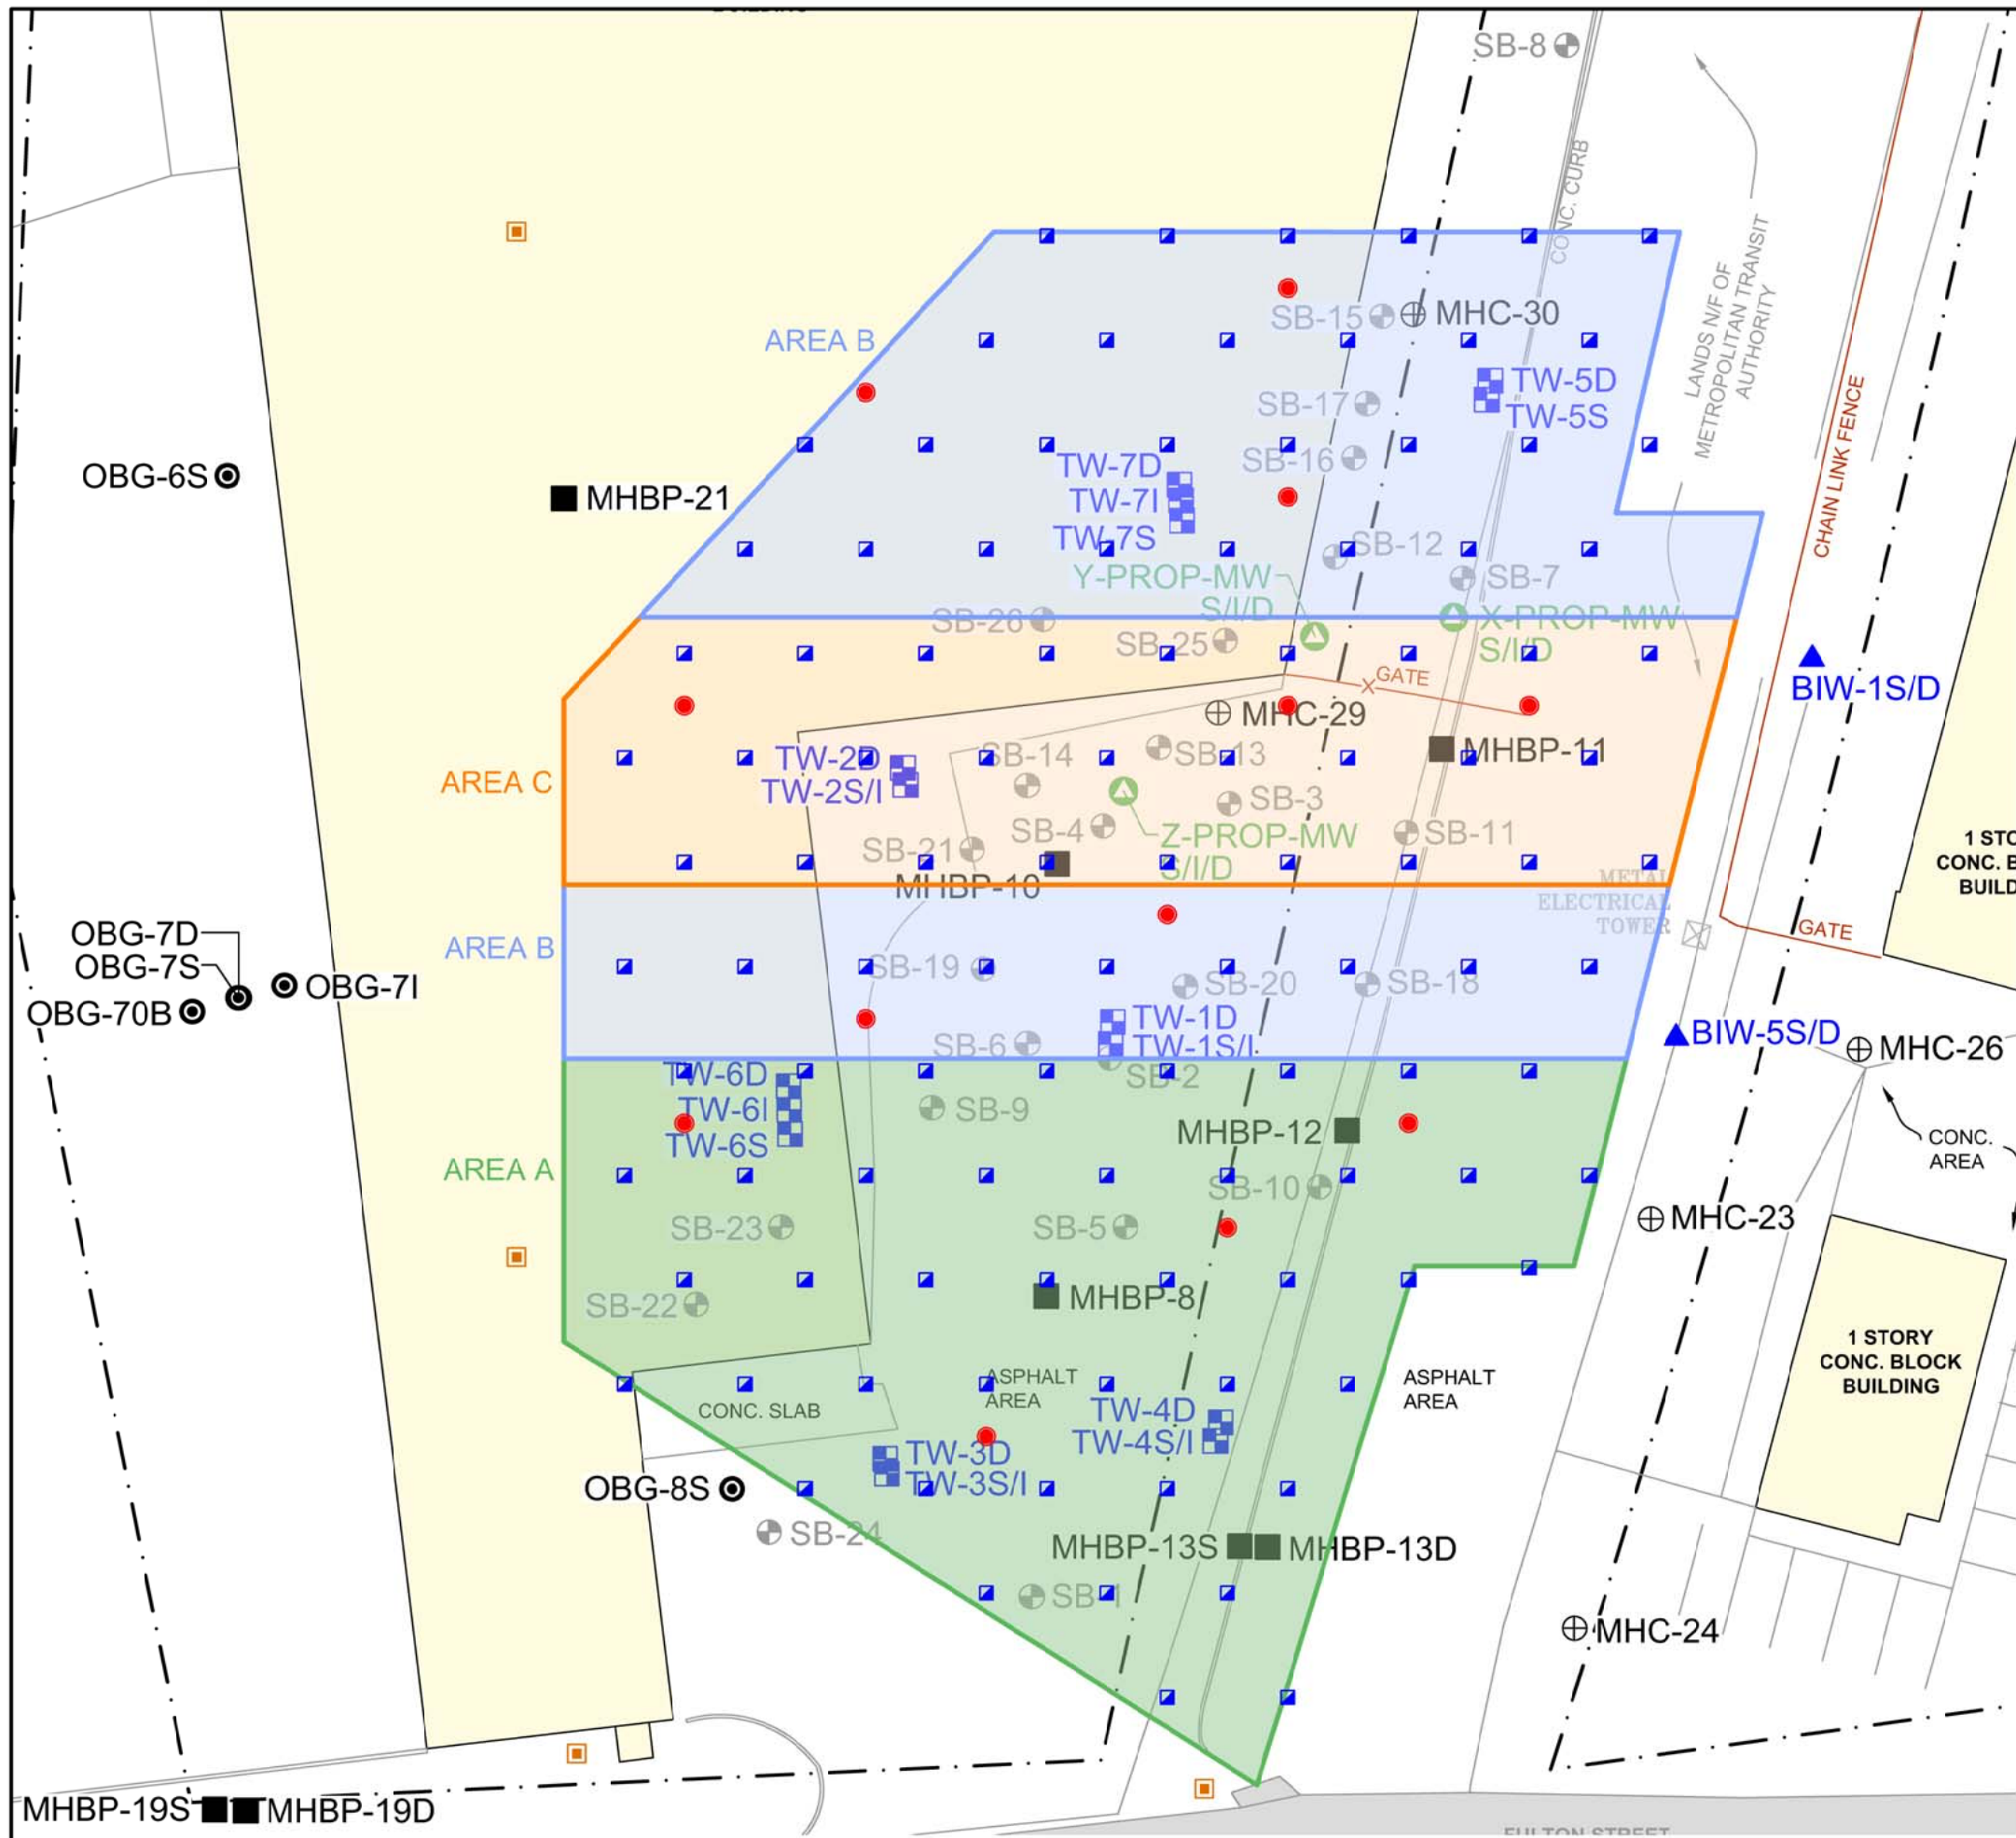 BUILDING
SB-8
CONC. CURB
LANDS N/F OF
METROPOLITAN TRANSIT
AUTHORITY
SB-15
MHC-30
AREA B
TW-5D
TW-5S
SB-17
CHAIN LINK FENCE
SB-16
TW-7D
TW-7I
TW-7S
OBG-6S
MHBP-21
SB-12
SB-7
Y-PROP-MW
S/I/D
X-PROP-MW
S/I/D
SB-25
GATE
X
BIW-1S/D
MHC-29
SB-14
SB-13
MHBP-11
TW-2D
TW-2S/I
AREA C
SB-3
SB-4
Z-PROP-MW
S/I/D
SB-11
SB-21
MHBP-10
METAL
ELECTRICAL
TOWER
GATE
OBG-7D
OBG-7S
OBG-7I
OBG-70B
AREA B
SB-19
SB-20
SB-18
TW-1D
TW-1S/I
SB-6
SB-2
BIW-5S/D
MHC-26
TW-6D
TW-6I
TW-6S
SB-9
MHBP-12
CONC.
AREA
AREA A
SB-10
MHC-23
SB-23
SB-5
SB-22
MHBP-8
1 STORY
CONC. BLOCK
BUILDING
ASPHALT
AREA
ASPHALT
AREA
CONC. SLAB
TW-4D
TW-4S/I
TW-3D
TW-3S/I
OBG-8S
SB-24
MHBP-13S
MHBP-13D
SB-1
MHC-24
MHBP-19S
MHBP-19D
FULTON STREET